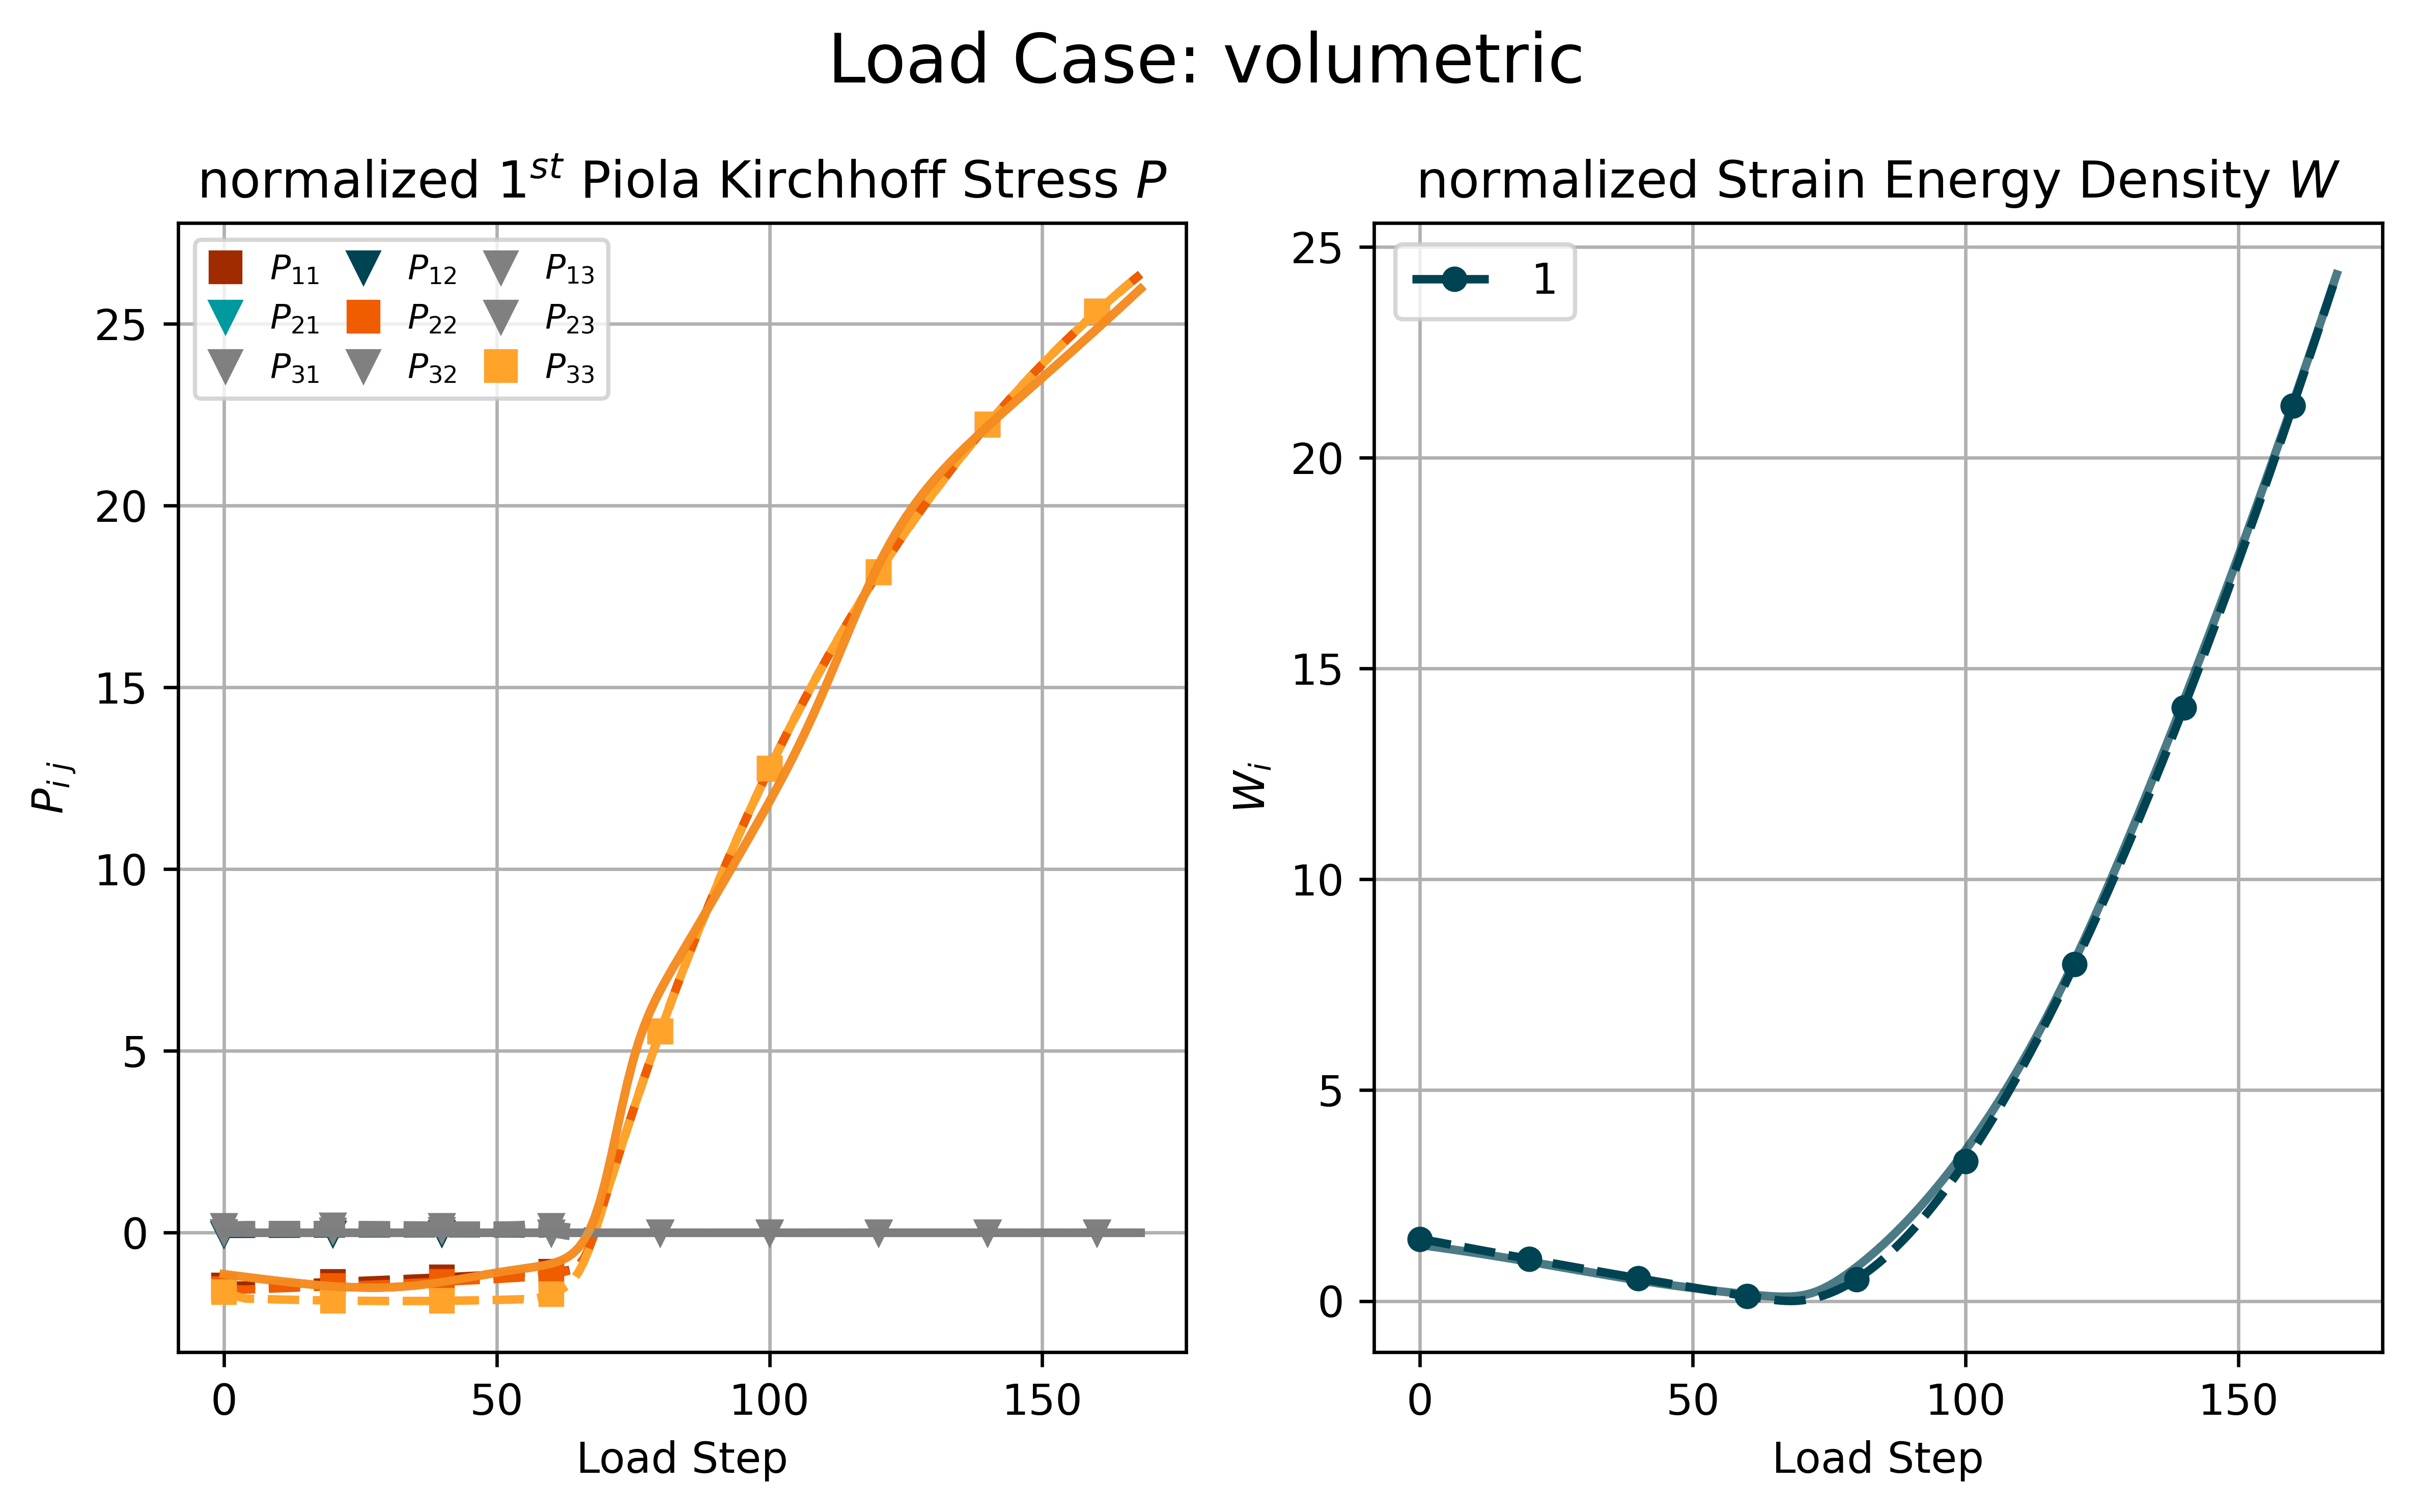 Load Case: volumetric
normalized 1st Piola Kirchhoff Stress P
P11 P12 P13
P21 P22 P23
P31 P32 P33
25
20
15
10
5
0
Pi j
0 50 100 150
Load Step
normalized Strain Energy Density W
1
25
20
15
10
5
0
Wi
0 50 100 150
Load Step